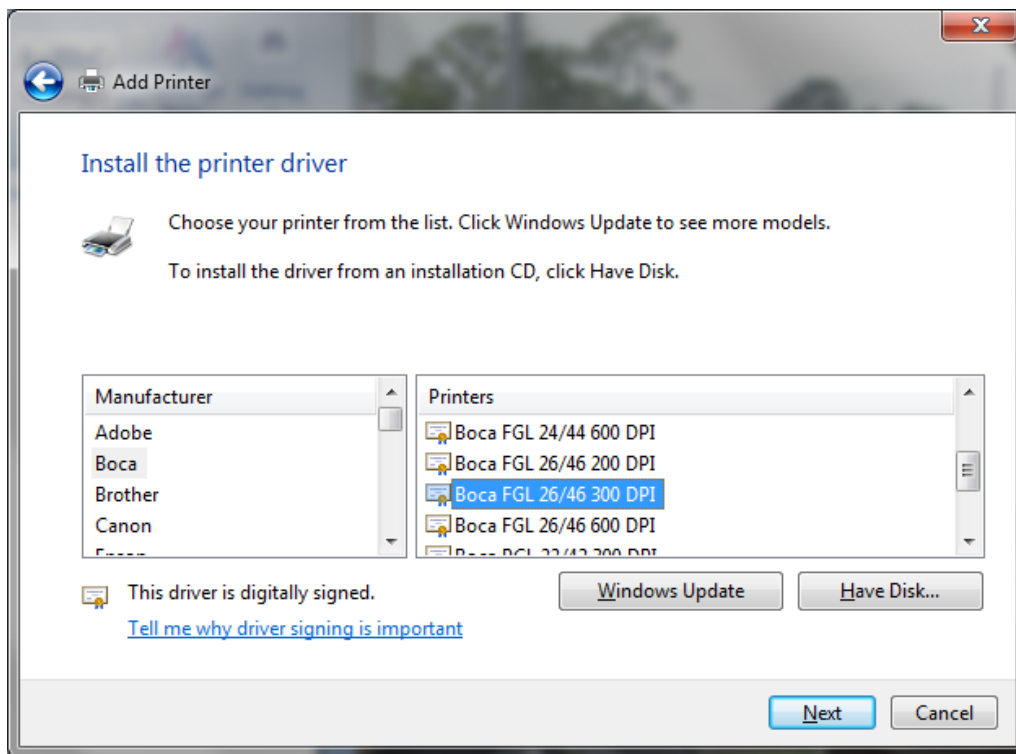 Add Printer
Install the printer driver
Choose your printer from the list. Click Windows Update to see more models.
To install the driver from an installation CD, click Have Disk.
Manufacturer
Adobe
Boca
Brother
Canon
Printers
Boca FGL 24/44 600 DPI
Boca FGL 26/46 200 DPI
Boca FGL 26/46 300 DPI
Boca FGL 26/46 600 DPI
This driver is digitally signed.
Tell me why driver signing is important
Windows Update
Have Disk...
Next
Cancel